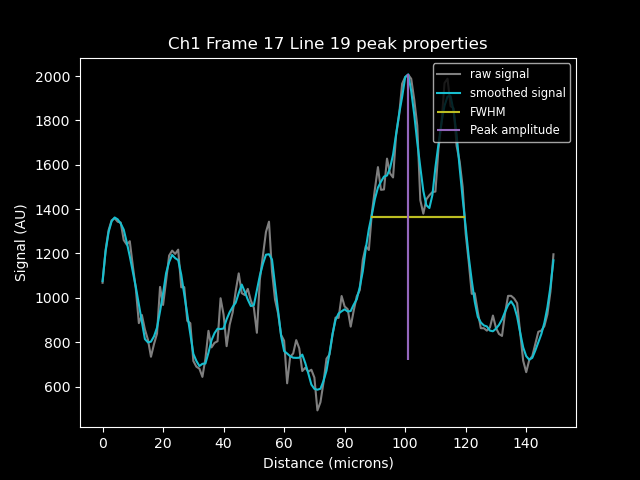 Ch1 Frame 17 Line 19 peak properties
raw signal
smoothed signal
FWHM
Peak amplitude
Signal (AU)
2000
1800
1600
1400
1200
1000
800
600
0 20 40 60 80 100 120 140
Distance (microns)